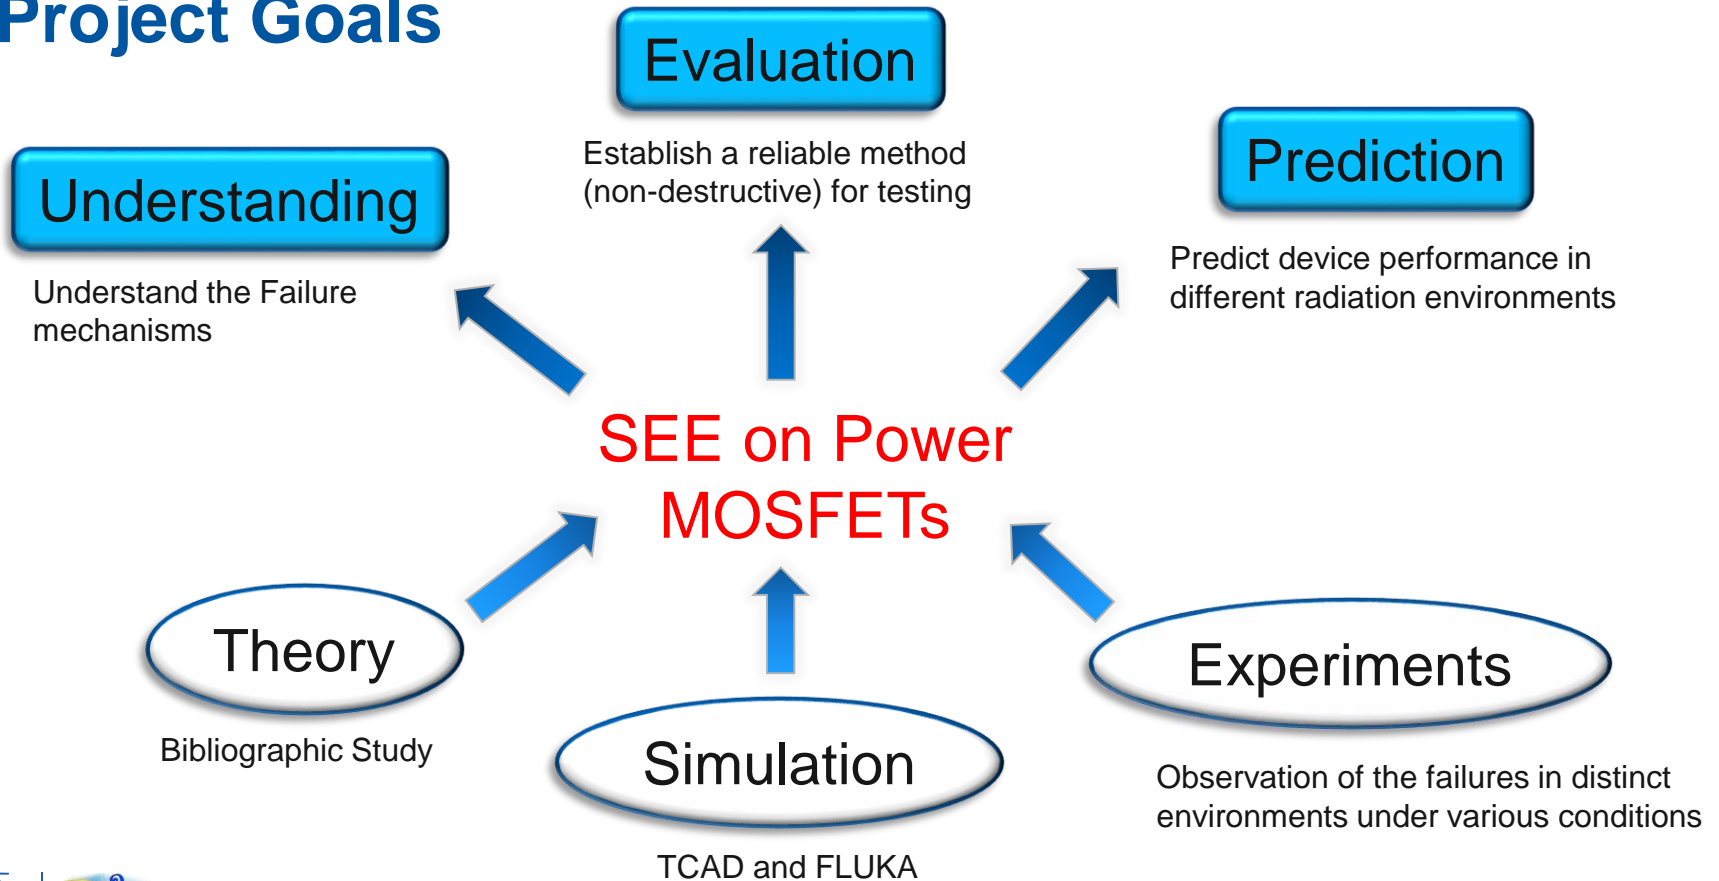 Project Goals
Evaluation
Establish a reliable method
(non-destructive) for testing
Prediction
Predict device performance in
different radiation environments
Understanding
Understand the Failure
mechanisms
SEE on Power
MOSFETs
Theory
Bibliographic Study
Simulation
TCAD and FLUKA
Experiments
Observation of the failures in distinct
environments under various conditions